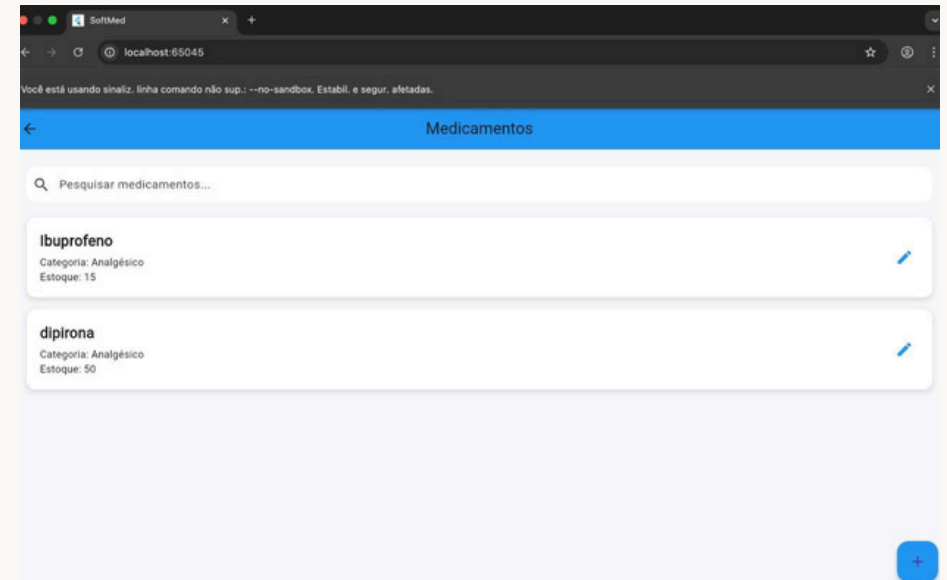 SoftMed
localhost:65045
Você está usando sinaliz. linha comando não sup.: --no-sandbox. Estabil. e segur. afetadas.
Medicamentos
Pesquisar medicamentos...
Ibuprofeno
Categoria: Analgésico
Estoque: 15
dipirona
Categoria: Analgésico
Estoque: 50